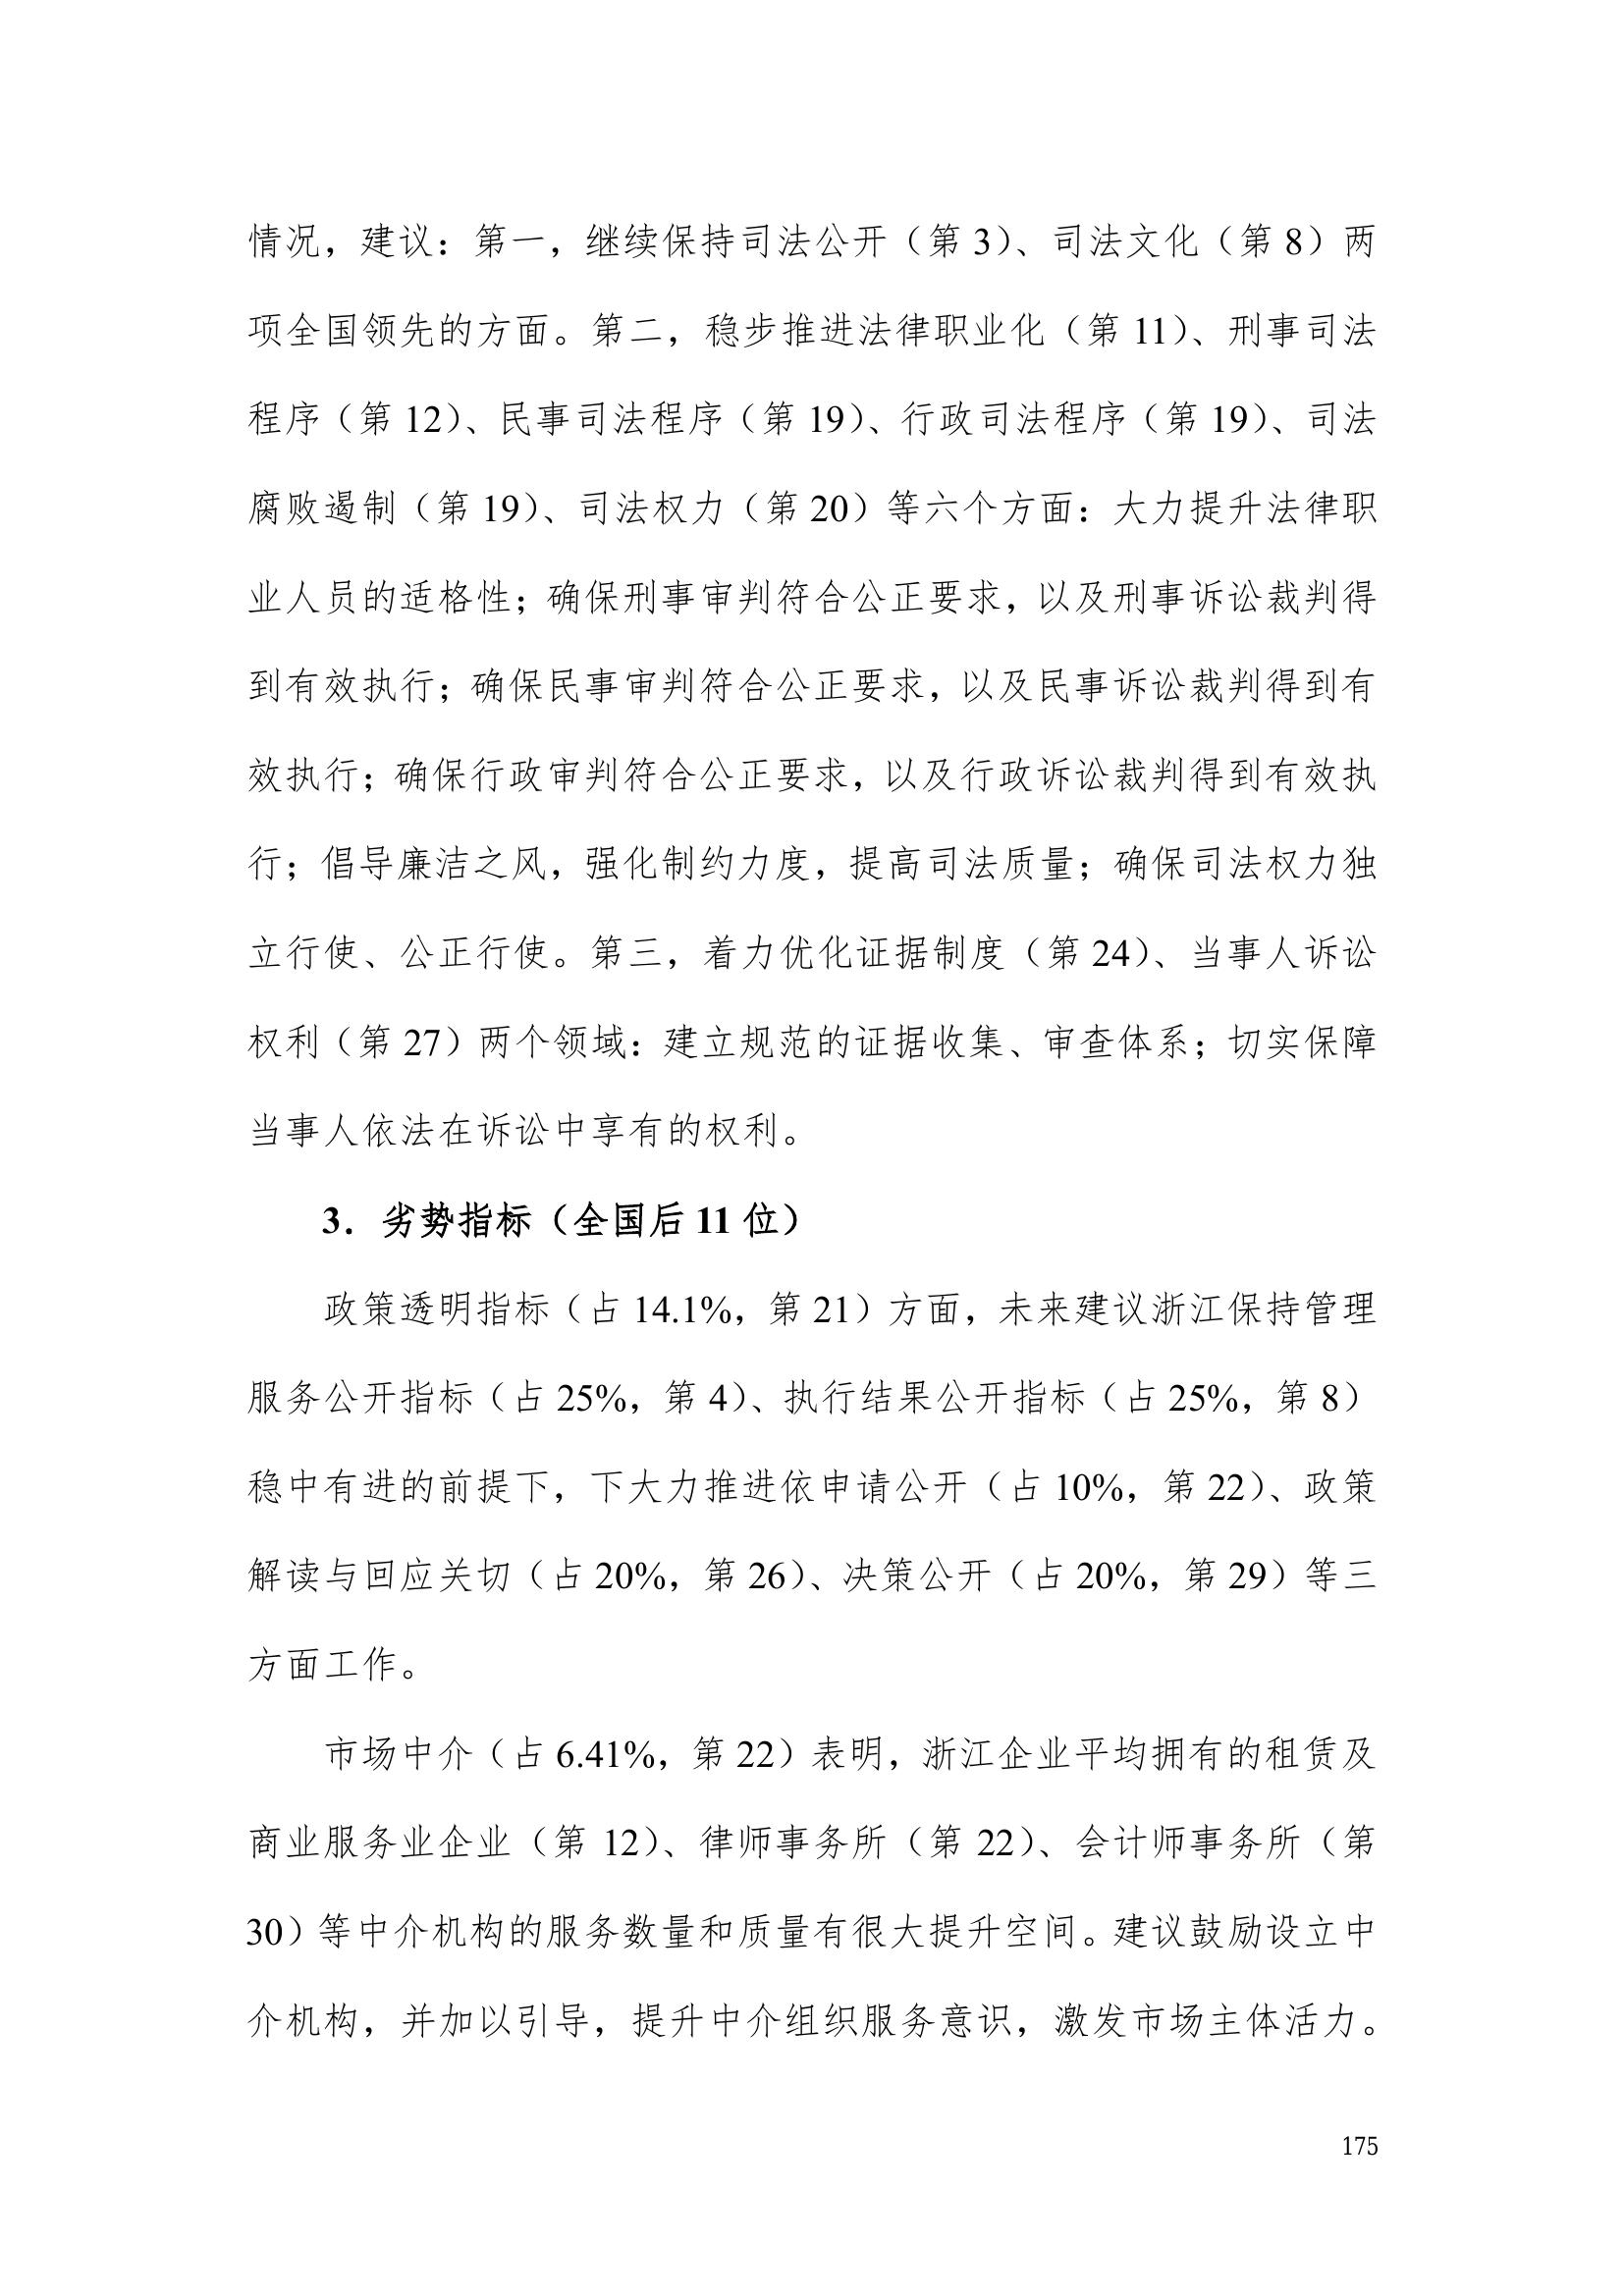 情况，建议：第一，继续保持司法公开（第 3）、司法文化（第 8）两
项全国领先的方面。第二，稳步推进法律职业化（第 11）、刑事司法
程序（第 12）、民事司法程序（第 19）、行政司法程序（第 19）、司法
腐败遏制（第 19）、司法权力（第 20）等六个方面：大力提升法律职
业人员的适格性；确保刑事审判符合公正要求，以及刑事诉讼裁判得
到有效执行；确保民事审判符合公正要求，以及民事诉讼裁判得到有
效执行；确保行政审判符合公正要求，以及行政诉讼裁判得到有效执
行；倡导廉洁之风，强化制约力度，提高司法质量；确保司法权力独
立行使、公正行使。第三，着力优化证据制度（第 24）、当事人诉讼
权利（第 27）两个领域：建立规范的证据收集、审查体系；切实保障
当事人依法在诉讼中享有的权利。
3．劣势指标（全国后 11 位）
政策透明指标（占 14.1%，第 21）方面，未来建议浙江保持管理
服务公开指标（占 25%，第 4）、执行结果公开指标（占 25%，第 8）
稳中有进的前提下，下大力推进依申请公开（占 10%，第 22）、政策
解读与回应关切（占 20%，第 26）、决策公开（占 20%，第 29）等三
方面工作。
市场中介（占 6.41%，第 22）表明，浙江企业平均拥有的租赁及
商业服务业企业（第 12）、律师事务所（第 22）、会计师事务所（第
30）等中介机构的服务数量和质量有很大提升空间。建议鼓励设立中
介机构，并加以引导，提升中介组织服务意识，激发市场主体活力。
175